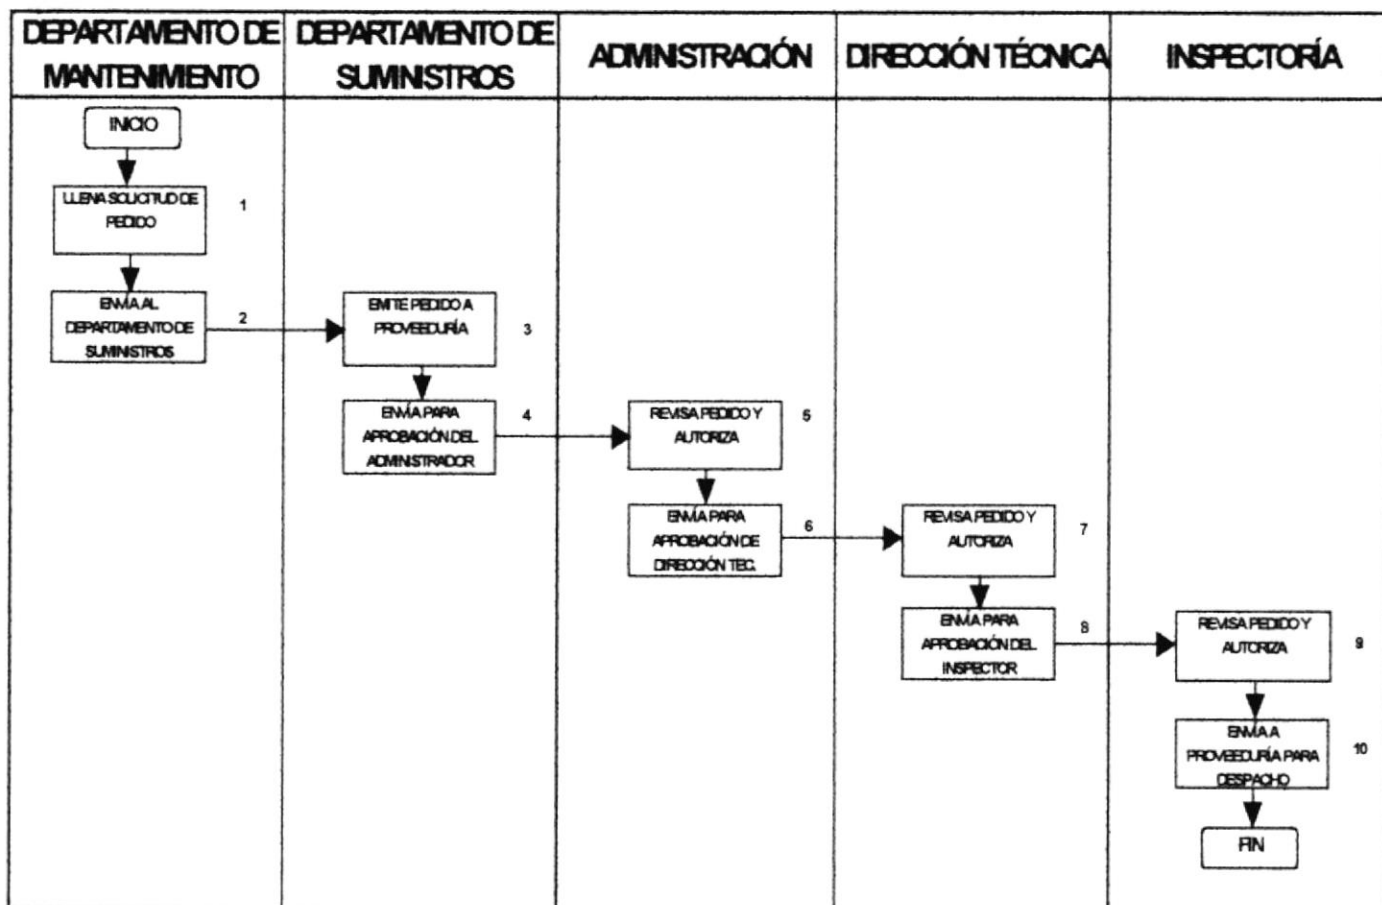 DEPARTAMENTO DE
MANTENIMIENTO
DEPARTAMENTO DE
SUMINISTROS
ADMINISTRACIÓN
DIRECCIÓN TÉCNICA
INSPECTORÍA
INICIO
LLENA SOLICITUD DE
PEDIDO
1
ENVÍA AL
DEPARTAMENTO DE
SUMINISTROS
2
EMITE PEDIDO A
PROVEEDURÍA
3
ENVÍA PARA
APROBACIÓN DEL
ADMINISTRADOR
4
REVISA PEDIDO Y
AUTORIZA
5
ENVÍA PARA
APROBACIÓN DE
DIRECCIÓN TEC.
6
REVISA PEDIDO Y
AUTORIZA
7
ENVÍA PARA
APROBACIÓN DEL
INSPECTOR
8
REVISA PEDIDO Y
AUTORIZA
9
ENVÍA A
PROVEEDURÍA PARA
DESPACHO
10
FIN